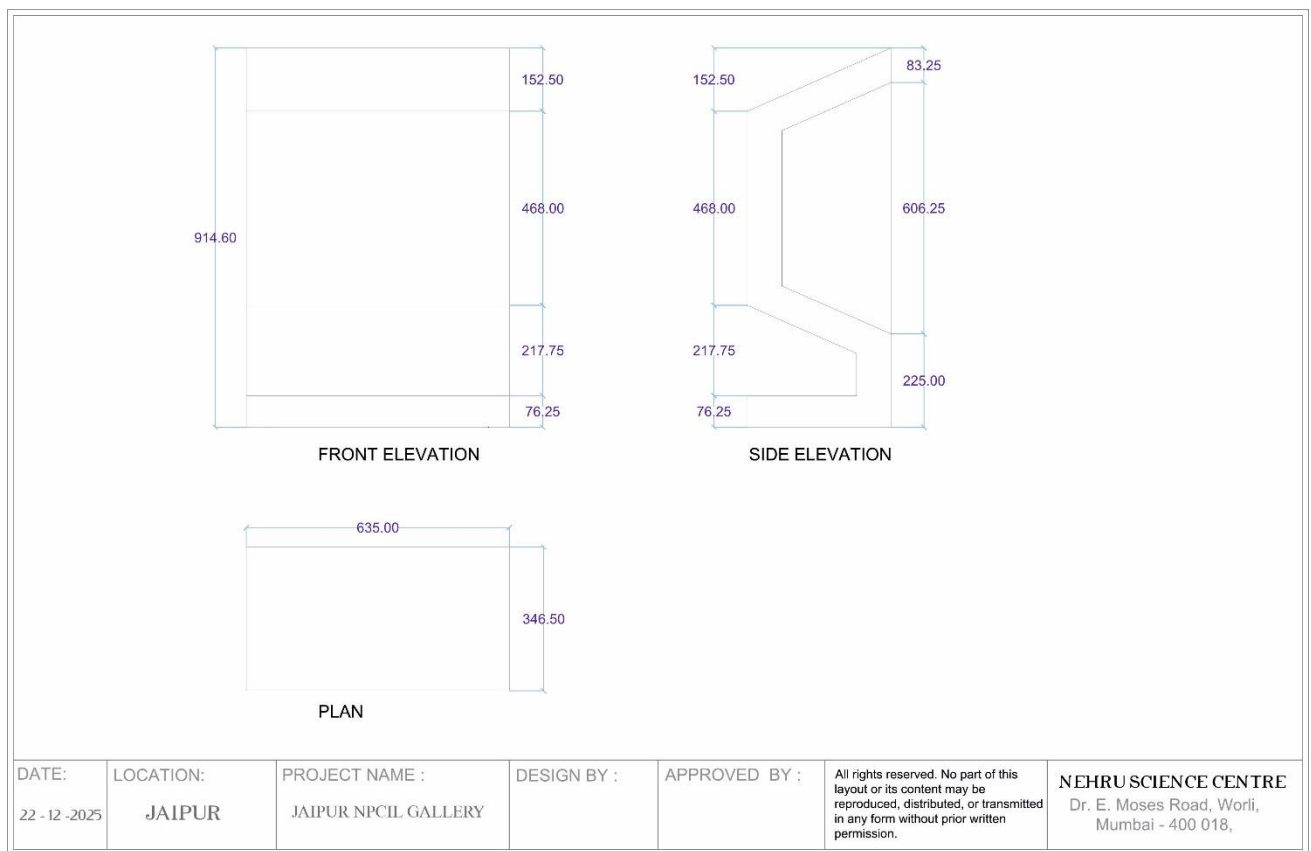 152.50
468.00
914.60
217.75
76.25
FRONT ELEVATION
152.50
83.25
468.00
606.25
217.75
225.00
76.25
SIDE ELEVATION
635.00
346.50
PLAN
DATE:
22 - 12 -2025
LOCATION:
JAIPUR
PROJECT NAME :
JAIPUR NPCIL GALLERY
DESIGN BY :
APPROVED BY :
All rights reserved. No part of this
layout or its content may be
reproduced, distributed, or transmitted
in any form without prior written
permission.
NEHRU SCIENCE CENTRE
Dr. E. Moses Road, Worli,
Mumbai - 400 018,